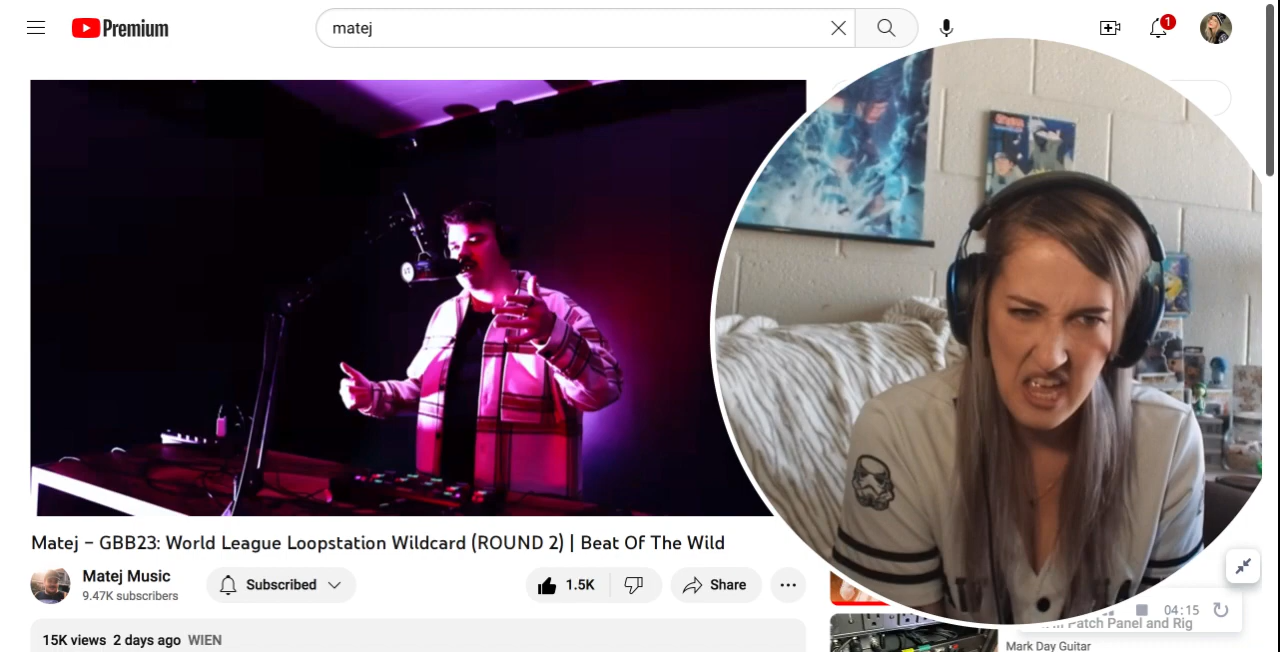 Premium
matej
1
Matej – GBB23: World League Loopstation Wildcard (ROUND 2) | Beat Of The Wild
Matej Music
9.47K subscribers
Subscribed
1.5K
Share
15K views 2 days ago WIEN
04:15
Patch Panel and Rig
Mark Day Guitar